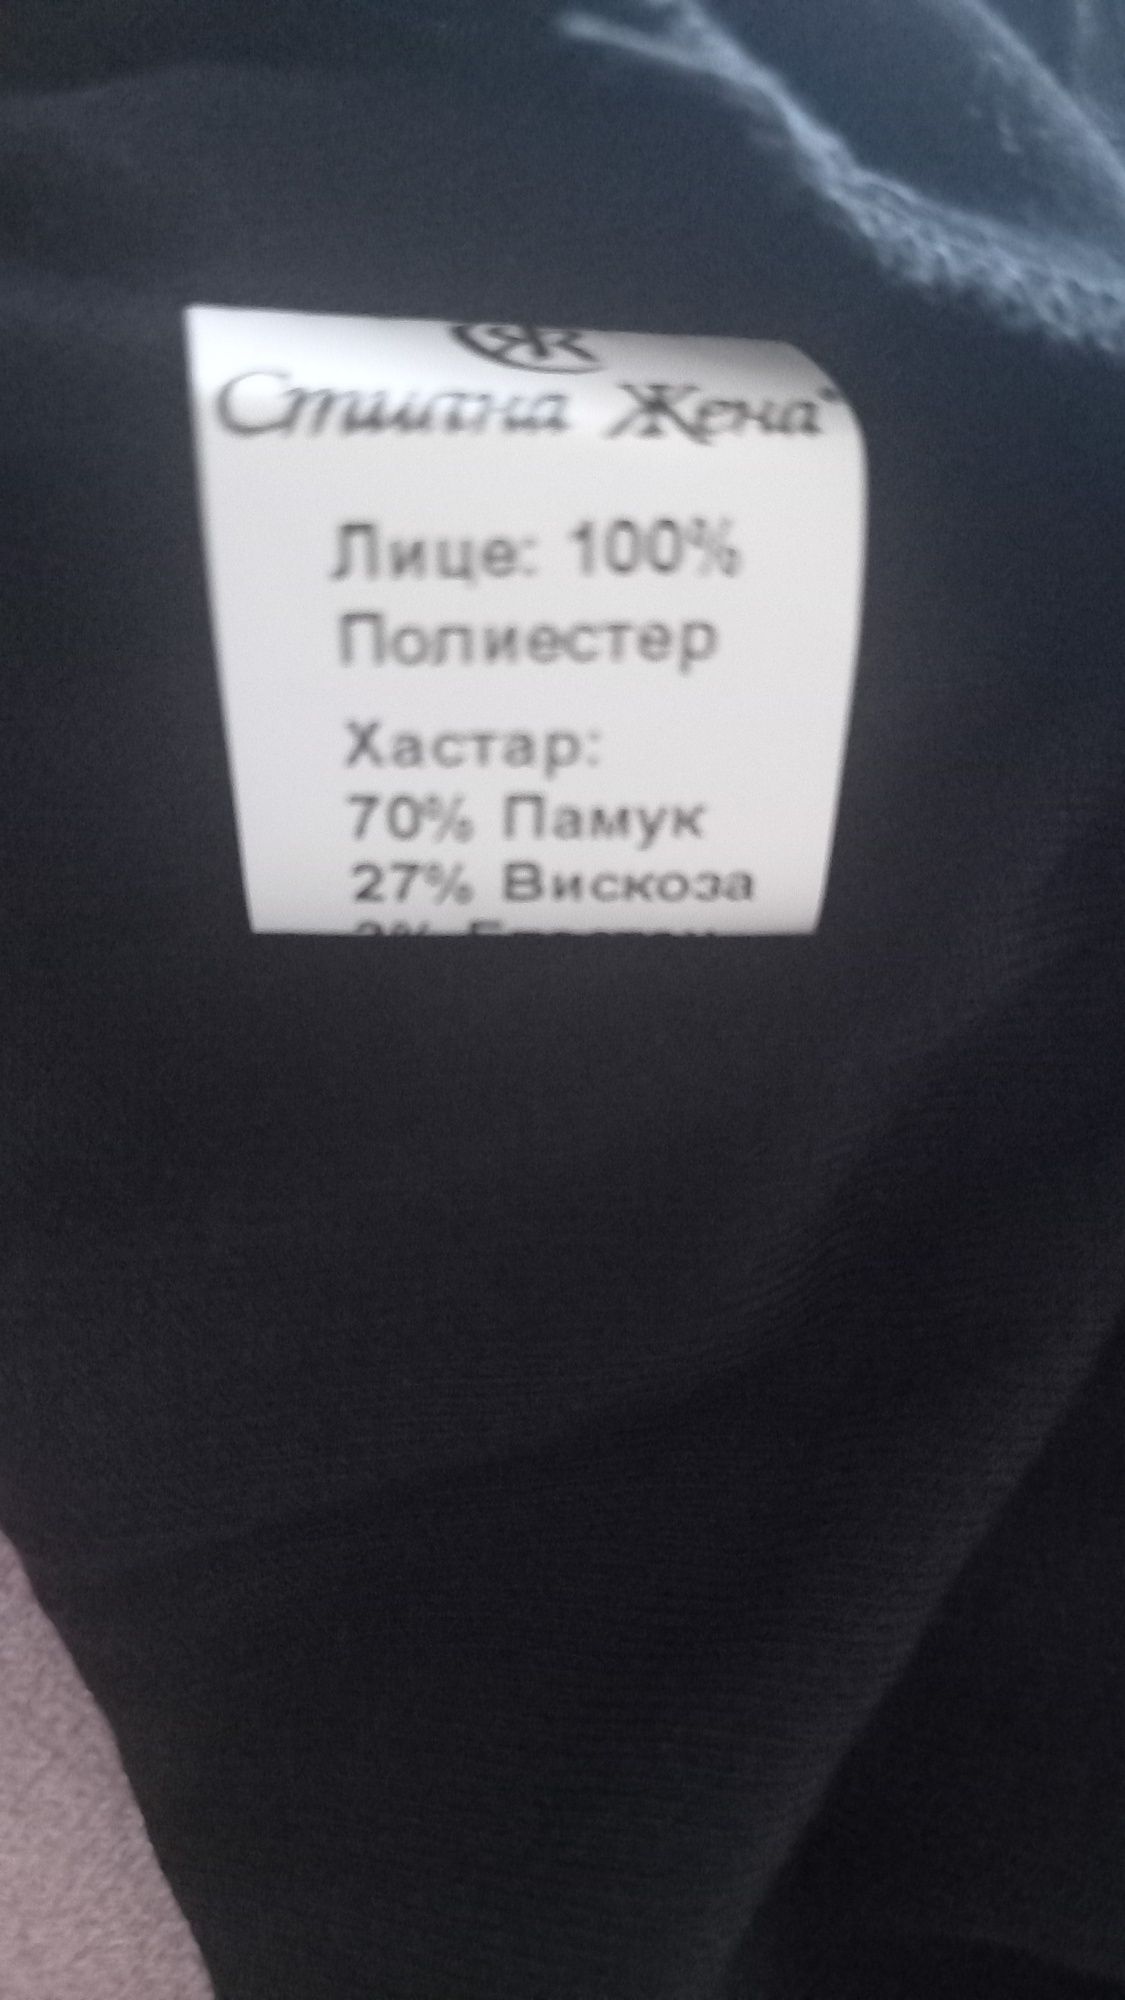 Стилна Жена
Лице: 100%
Полиестер
Хастар:
70% Памук
27% Вискоза